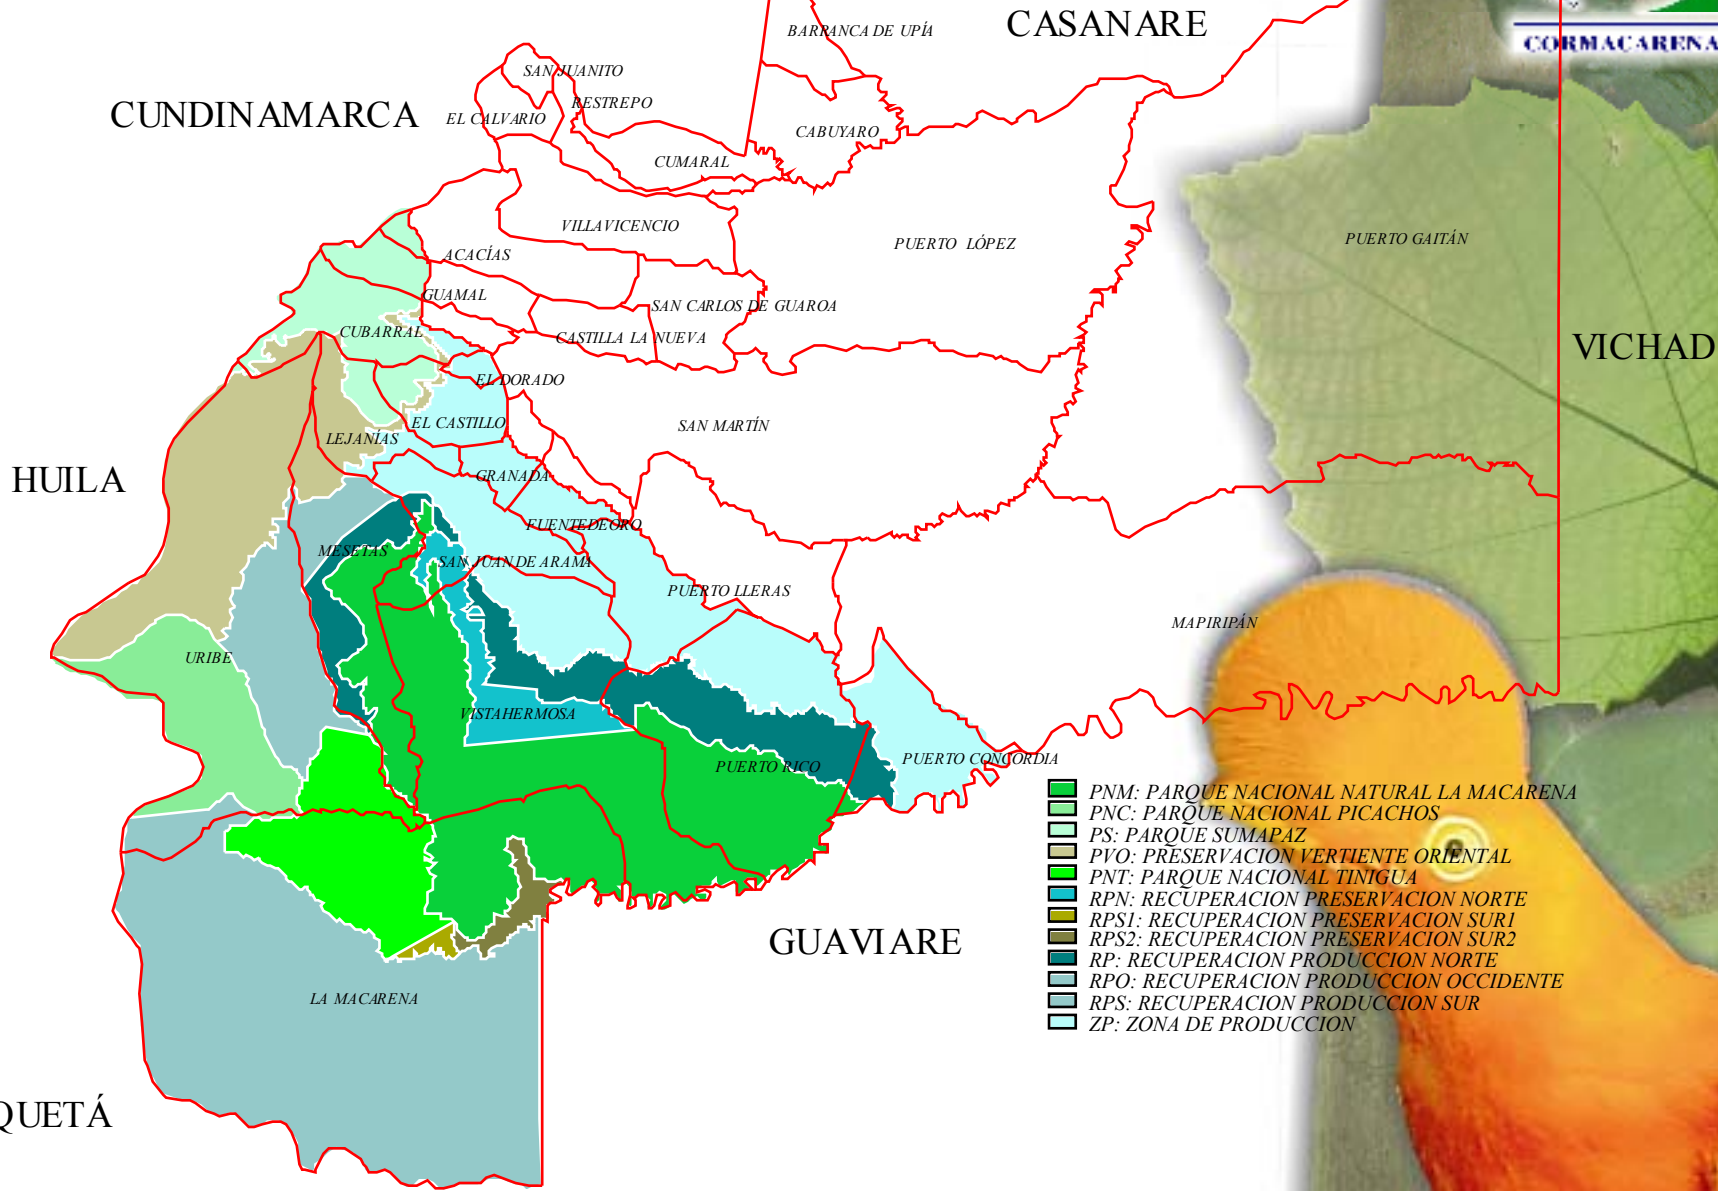 BARRANCA DE UPÍA
CASANARE
CORMACARENA
SAN JUANITO
RESTREPO
CUNDINAMARCA
EL CALVARIO
CABUYARO
CUMARAL
VILLAVICENCIO
PUERTO LÓPEZ
PUERTO GAITÁN
ACACÍAS
GUAMAL
SAN CARLOS DE GUAROA
CUBARRAL
CASTILLA LA NUEVA
VICHAD
EL DORADO
EL CASTILLO
SAN MARTÍN
LEJANÍAS
HUILA
GRANADA
FUENTEDEORO
MESETAS
SAN JUAN DE ARAMA
PUERTO LLERAS
MAPIRIPÁN
URIBE
VISTAHERMOSA
PUERTO RICO
PUERTO CONCORDIA
PNM: PARQUE NACIONAL NATURAL LA MACARENA
PNC: PARQUE NACIONAL PICACHOS
PS: PARQUE SUMAPAZ
PVO: PRESERVACION VERTIENTE ORIENTAL
PNT: PARQUE NACIONAL TINIGUA
RPN: RECUPERACION PRESERVACION NORTE
RPS1: RECUPERACION PRESERVACION SUR1
RPS2: RECUPERACION PRESERVACION SUR2
RP: RECUPERACION PRODUCCION NORTE
RPO: RECUPERACION PRODUCCION OCCIDENTE
RPS: RECUPERACION PRODUCCION SUR
ZP: ZONA DE PRODUCCION
GUAVIARE
LA MACARENA
QUETÁ